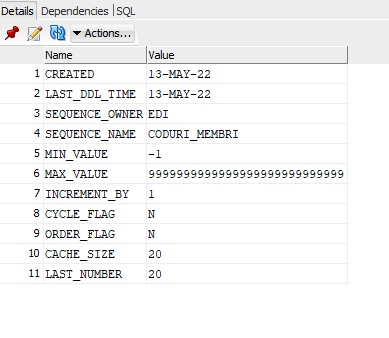 Details Dependencies SQL
Actions...
Name Value
1 CREATED 13-MAY-22
2 LAST_DDL_TIME 13-MAY-22
3 SEQUENCE_OWNER EDI
4 SEQUENCE_NAME CODURI_MEMBRI
5 MIN_VALUE -1
6 MAX_VALUE 9999999999999999999999999999
7 INCREMENT_BY 1
8 CYCLE_FLAG N
9 ORDER_FLAG N
10 CACHE_SIZE 20
11 LAST_NUMBER 20